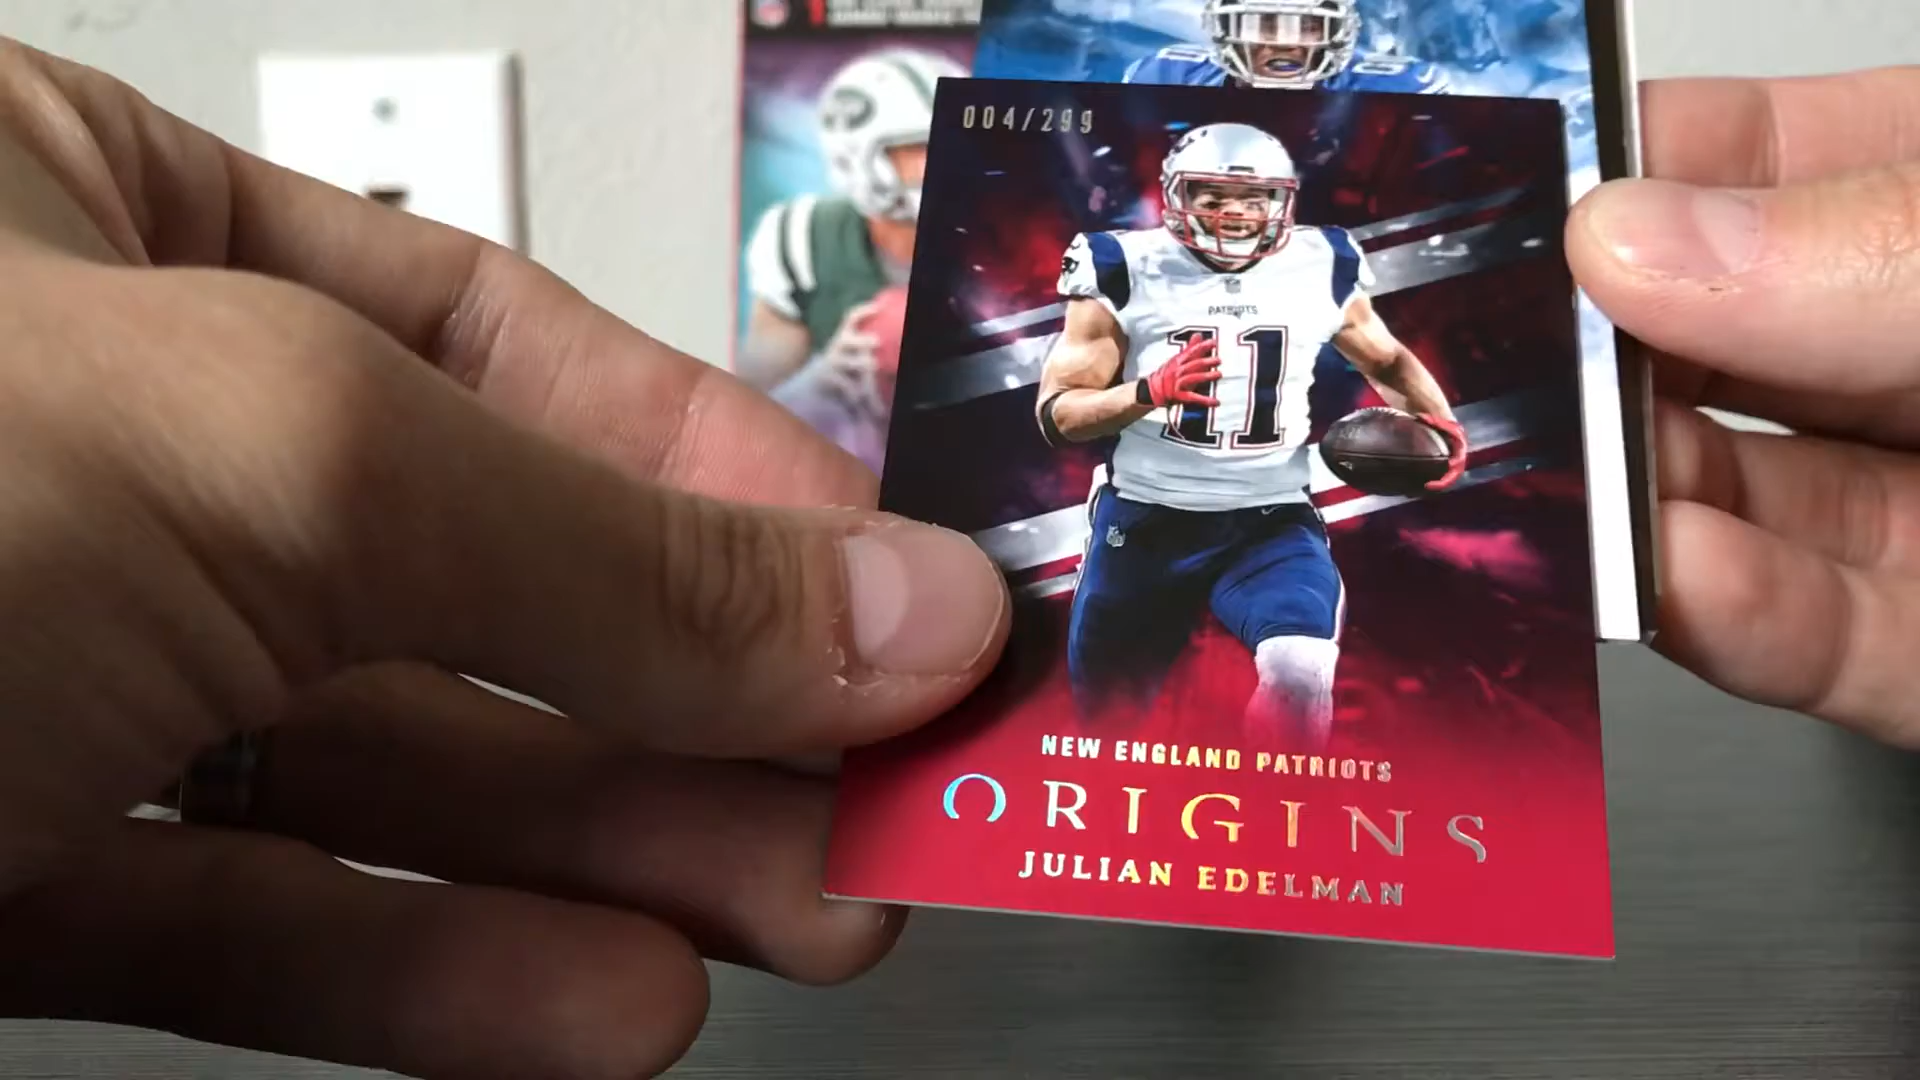 004/299
PATRIOTS
11
NEW ENGLAND PATRIOTS
ORIGINS
JULIAN EDELMAN